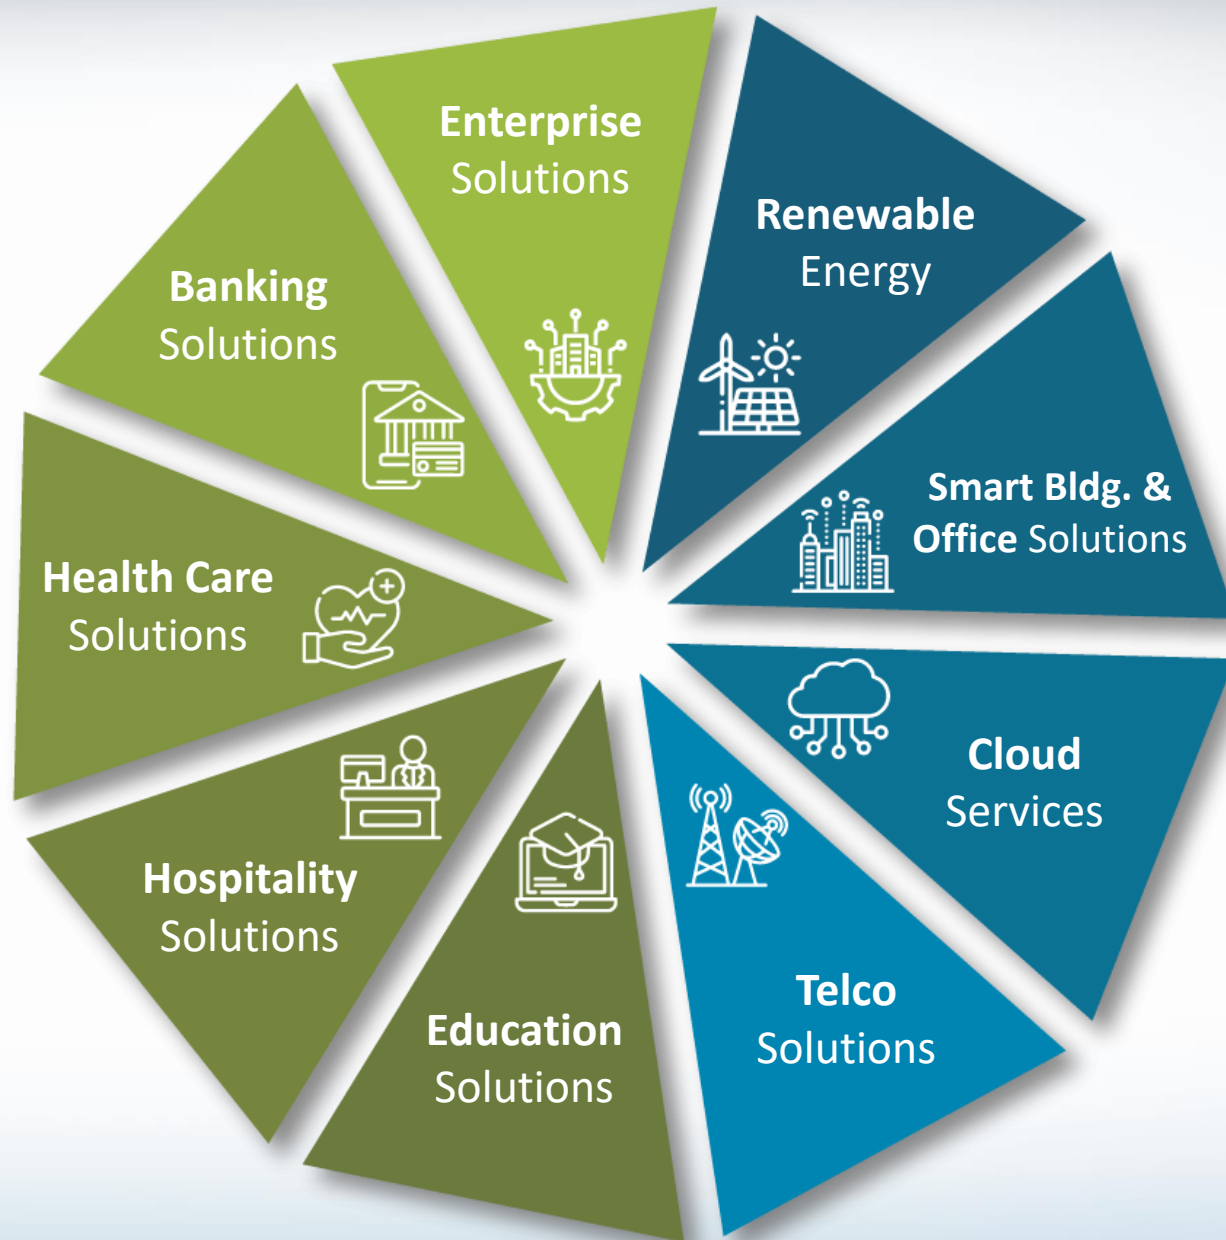 Enterprise
Solutions
Renewable
Energy
Smart Bldg. &
Office Solutions
Cloud
Services
Telco
Solutions
Education
Solutions
Hospitality
Solutions
Health Care
Solutions
Banking
Solutions